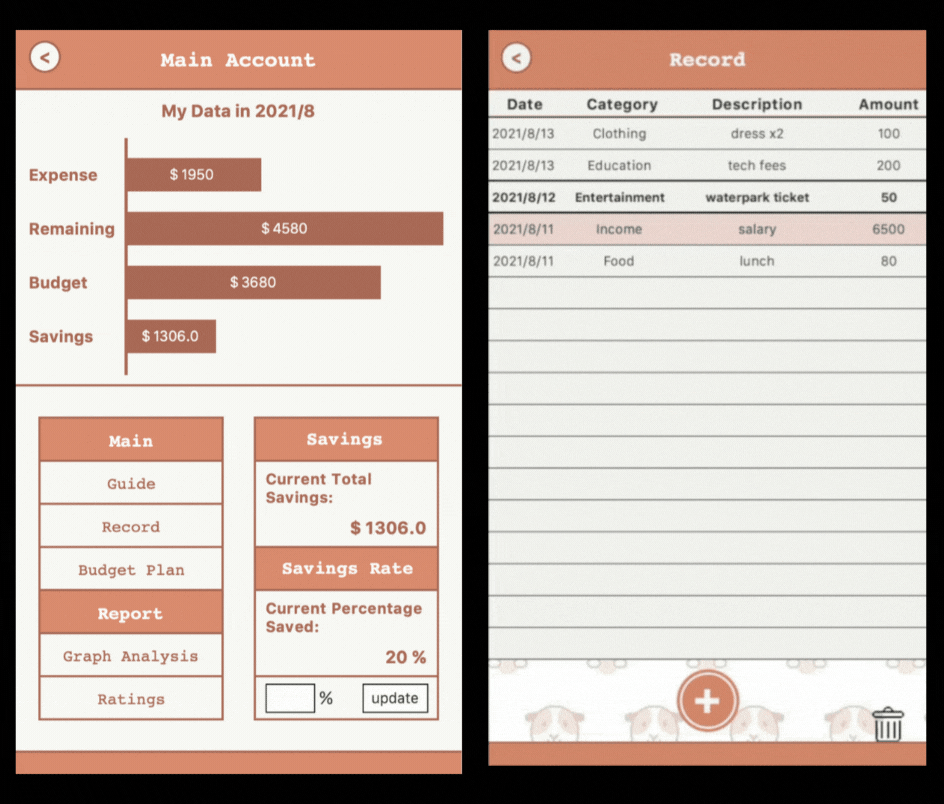 <
Main Account
My Data in 2021/8
Expense $ 1950
Remaining $ 4580
Budget $ 3680
Savings $ 1306.0
Main
Guide
Record
Budget Plan
Report
Graph Analysis
Ratings
Savings
Current Total
Savings:
$ 1306.0
Savings Rate
Current Percentage
Saved:
20 %
% update
<
Record
Date Category Description Amount
2021/8/13 Clothing dress x2 100
2021/8/13 Education tech fees 200
2021/8/12 Entertainment waterpark ticket 50
2021/8/11 Income salary 6500
2021/8/11 Food lunch 80
+